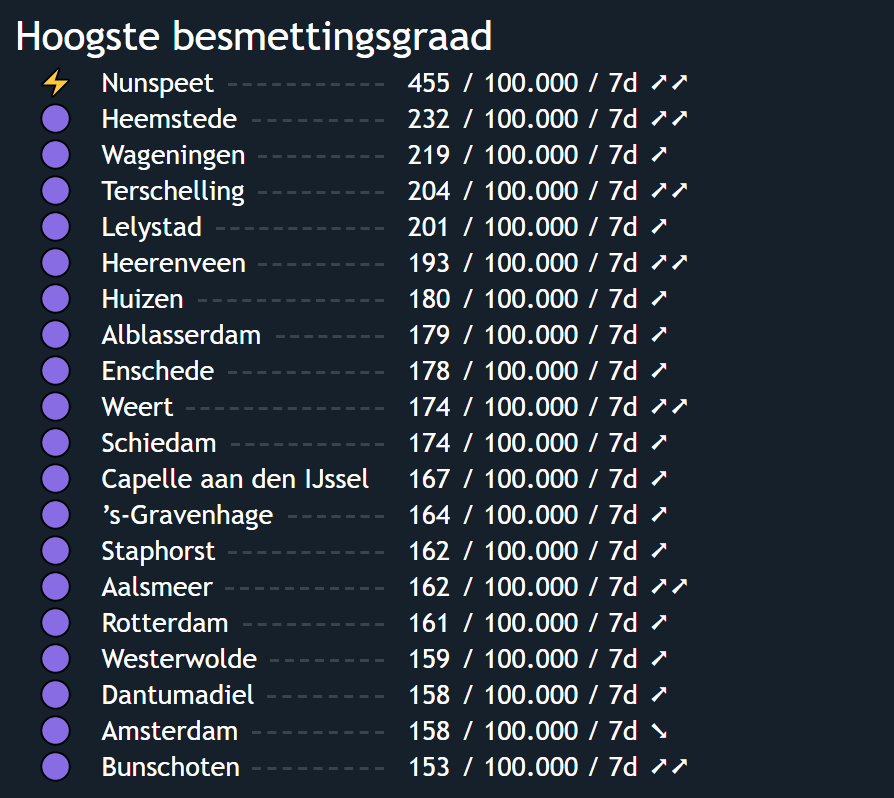 Hoogste besmettingsgraad
⚡ Nunspeet ---------- 455 / 100.000 / 7d ➚➚
Heemstede --------- 232 / 100.000 / 7d ➚➚
Wageningen -------- 219 / 100.000 / 7d ➚
Terschelling -------- 204 / 100.000 / 7d ➚➚
Lelystad ----------- 201 / 100.000 / 7d ➚
Heerenveen -------- 193 / 100.000 / 7d ➚➚
Huizen ------------ 180 / 100.000 / 7d ➚
Alblasserdam ------- 179 / 100.000 / 7d ➚
Enschede ---------- 178 / 100.000 / 7d ➚
Weert ------------- 174 / 100.000 / 7d ➚➚
Schiedam ---------- 174 / 100.000 / 7d ➚
Capelle aan den IJssel 167 / 100.000 / 7d ➚
’s-Gravenhage ------ 164 / 100.000 / 7d ➚
Staphorst ---------- 162 / 100.000 / 7d ➚
Aalsmeer ---------- 162 / 100.000 / 7d ➚➚
Rotterdam --------- 161 / 100.000 / 7d ➚
Westerwolde ------- 159 / 100.000 / 7d ➚
Dantumadiel ------- 158 / 100.000 / 7d ➚
Amsterdam --------- 158 / 100.000 / 7d ➘
Bunschoten --------- 153 / 100.000 / 7d ➚➚